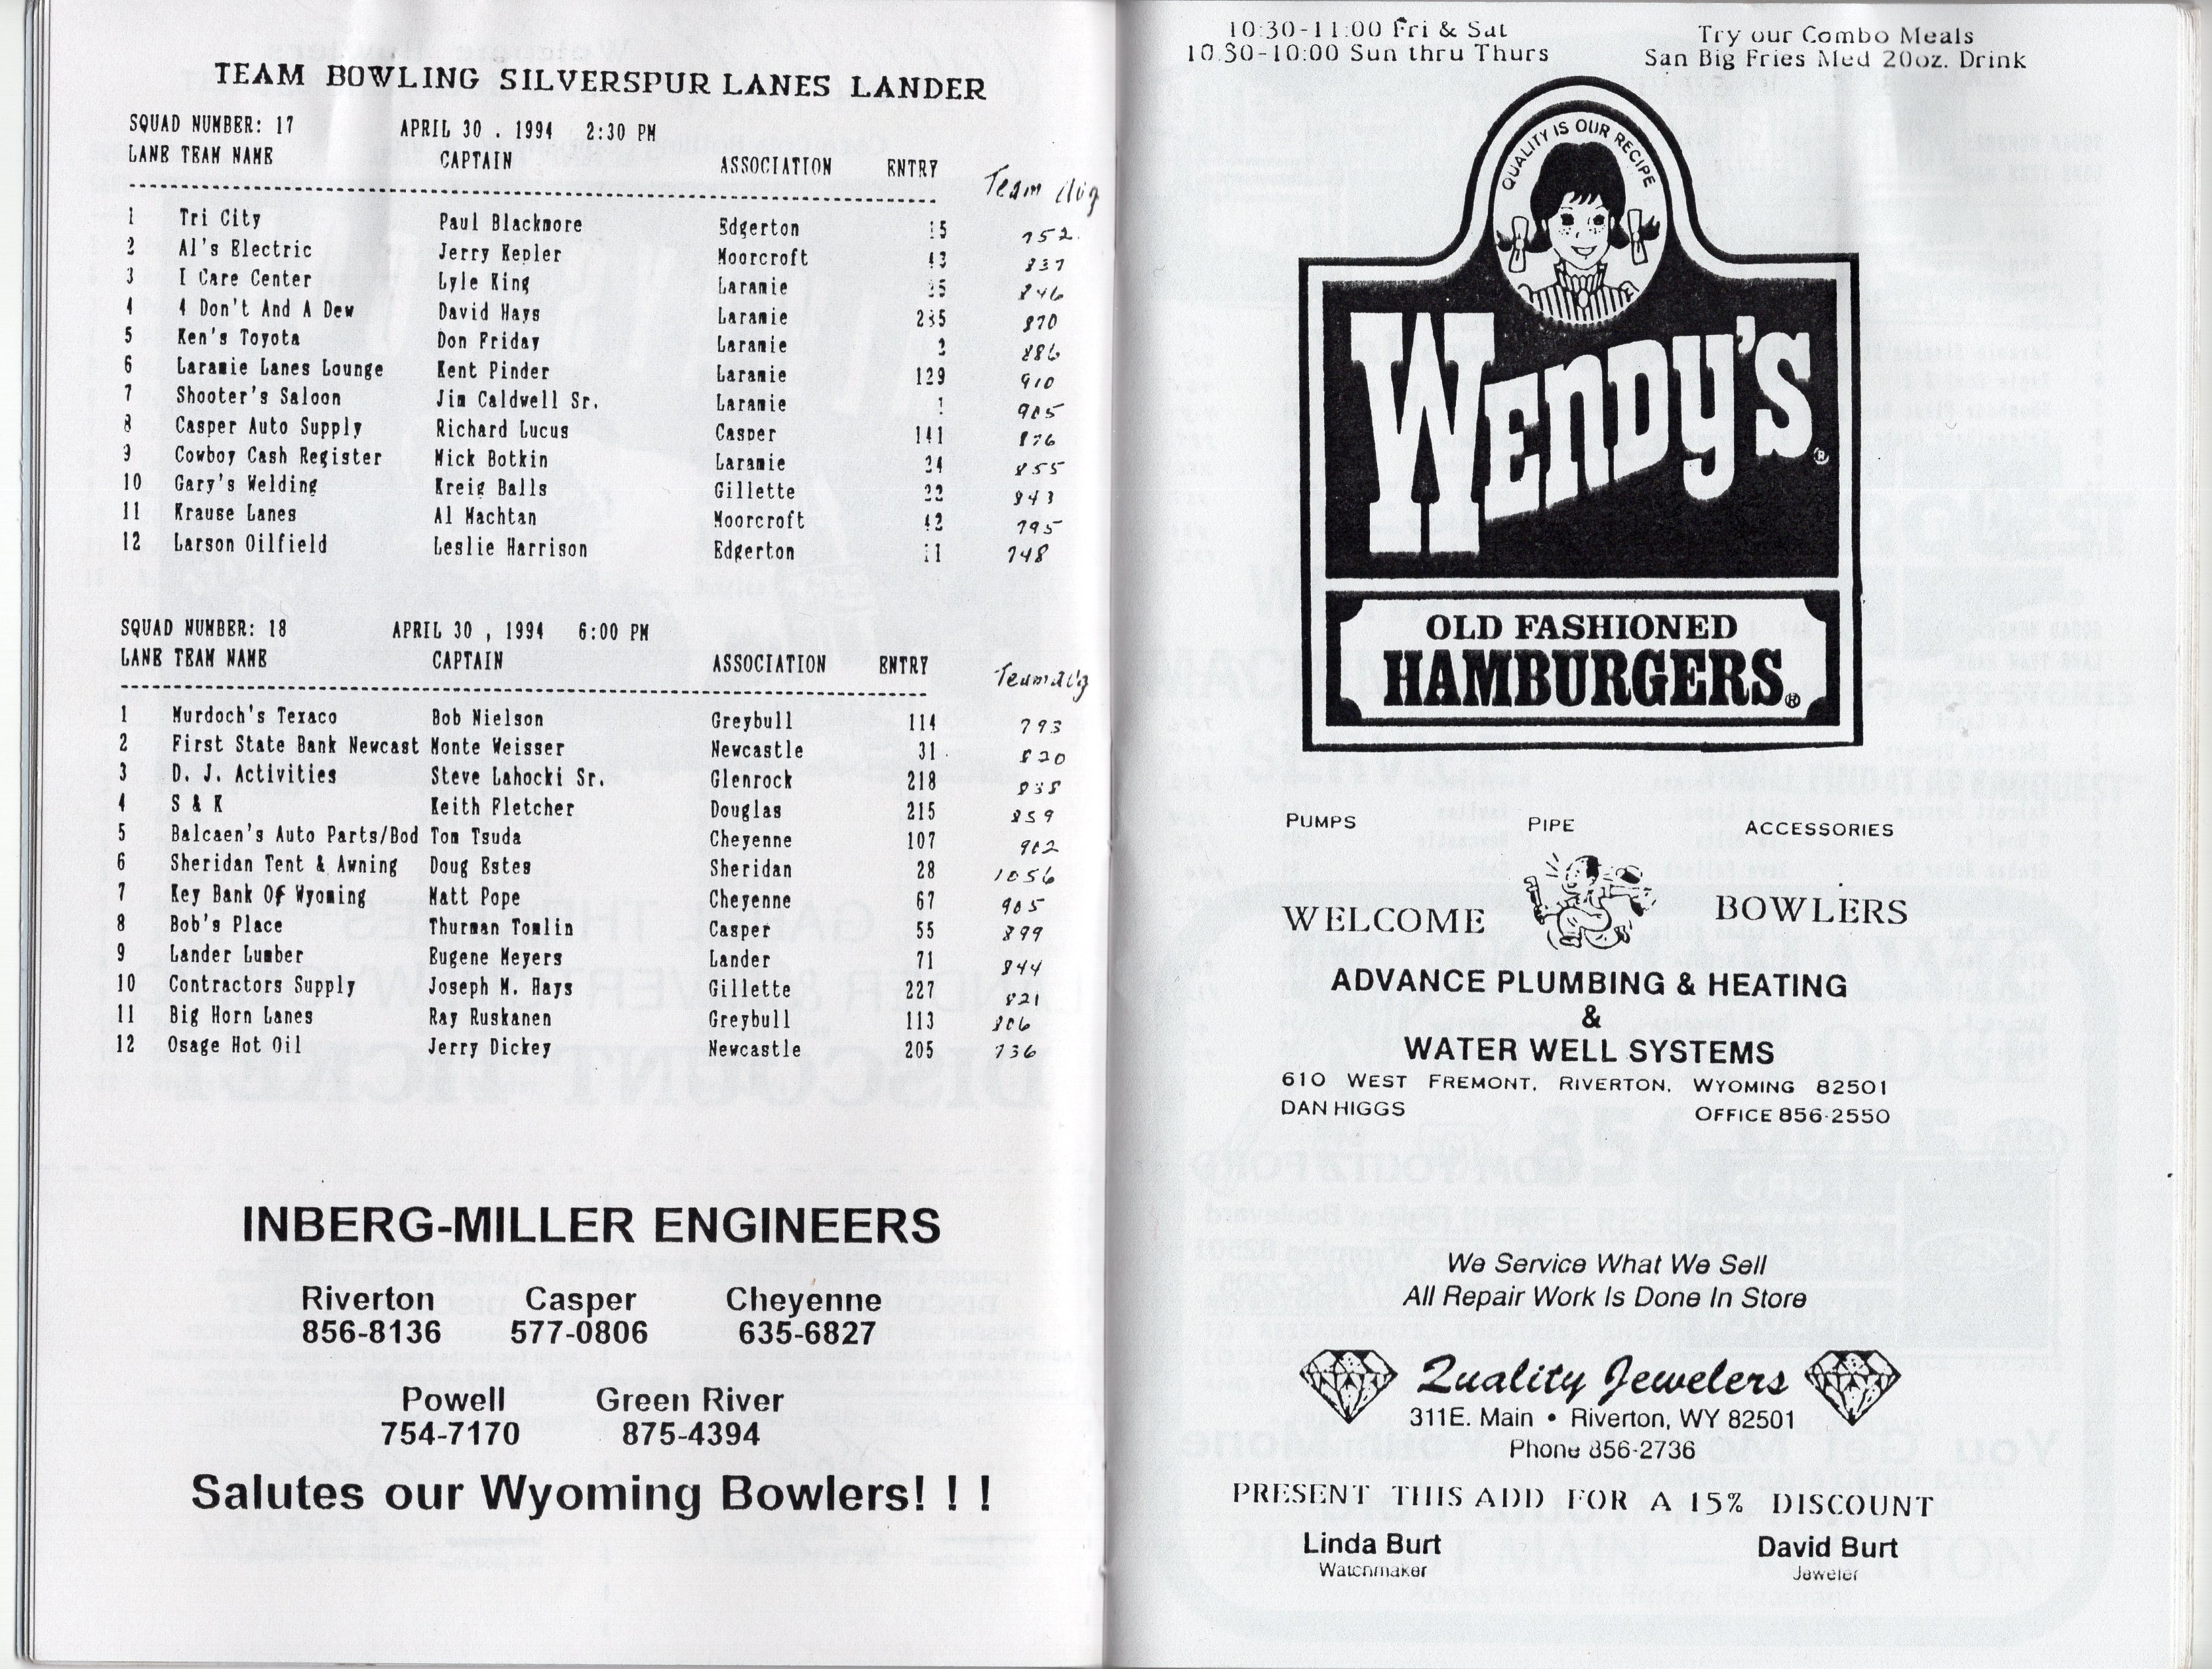 TEAM BOWLING SILVERSPUR LANES LANDER
SQUAD NUMBER: 17 APRIL 30 . 1994 2:30 PM
LANE TEAM NAME CAPTAIN ASSOCIATION ENTRY Team Avg
1 Tri City Paul Blackmore Edgerton 15 752
2 Al's Electric Jerry Kepler Moorcroft 43 837
3 I Care Center Lyle King Laramie 846
4 4 Don't And A Dew David Hays Laramie 870
5 Ken's Toyota Don Friday Laramie 886
6 Laramie Lanes Lounge Kent Pinder Laramie 129 910
7 Shooter's Saloon Jim Caldwell Sr. Laramie 905
8 Casper Auto Supply Richard Lucus Casper 141 876
9 Cowboy Cash Register Mick Botkin Laramie 855
10 Gary's Welding Kreig Balls Gillette 843
11 Krause Lanes Al Machtan Moorcroft 42 795
12 Larson Oilfield Leslie Harrison Edgerton 11 748
SQUAD NUMBER: 18 APRIL 30 , 1994 6:00 PM
LANE TEAM NAME CAPTAIN ASSOCIATION ENTRY Team avg
1 Murdoch's Texaco Bob Nielson Greybull 114 793
2 First State Bank Newcast Monte Weisser Newcastle 31 820
3 D. J. Activities Steve Lahocki Sr. Glenrock 218 838
4 S & K Keith Fletcher Douglas 215 859
5 Balcaen's Auto Parts/Bod Tom Tsuda Cheyenne 107 902
6 Sheridan Tent & Awning Doug Estes Sheridan 28 1056
7 Key Bank Of Wyoming Matt Pope Cheyenne 67 905
8 Bob's Place Thurman Tomlin Casper 55 899
9 Lander Lumber Eugene Meyers Lander 71 844
10 Contractors Supply Joseph M. Hays Gillette 227 821
11 Big Horn Lanes Ray Ruskanen Greybull 113 806
12 Osage Hot Oil Jerry Dickey Newcastle 205 736
INBERG-MILLER ENGINEERS
Riverton Casper Cheyenne
856-8136 577-0806 635-6827
Powell Green River
754-7170 875-4394
Salutes our Wyoming Bowlers! ! !
10:30-11:00 Fri & Sat Try our Combo Meals
10:30-10:00 Sun thru Thurs San Big Fries Med 20oz. Drink
QUALITY IS OUR RECIPE
WENDY'S®
OLD FASHIONED
HAMBURGERS®
PUMPS PIPE ACCESSORIES
WELCOME BOWLERS
ADVANCE PLUMBING & HEATING
&
WATER WELL SYSTEMS
610 WEST FREMONT, RIVERTON, WYOMING 82501
DAN HIGGS OFFICE 856-2550
We Service What We Sell
All Repair Work Is Done In Store
Quality Jewelers
311E. Main • Riverton, WY 82501
Phone 856-2736
PRESENT THIS ADD FOR A 15% DISCOUNT
Linda Burt David Burt
Watchmaker Jeweler